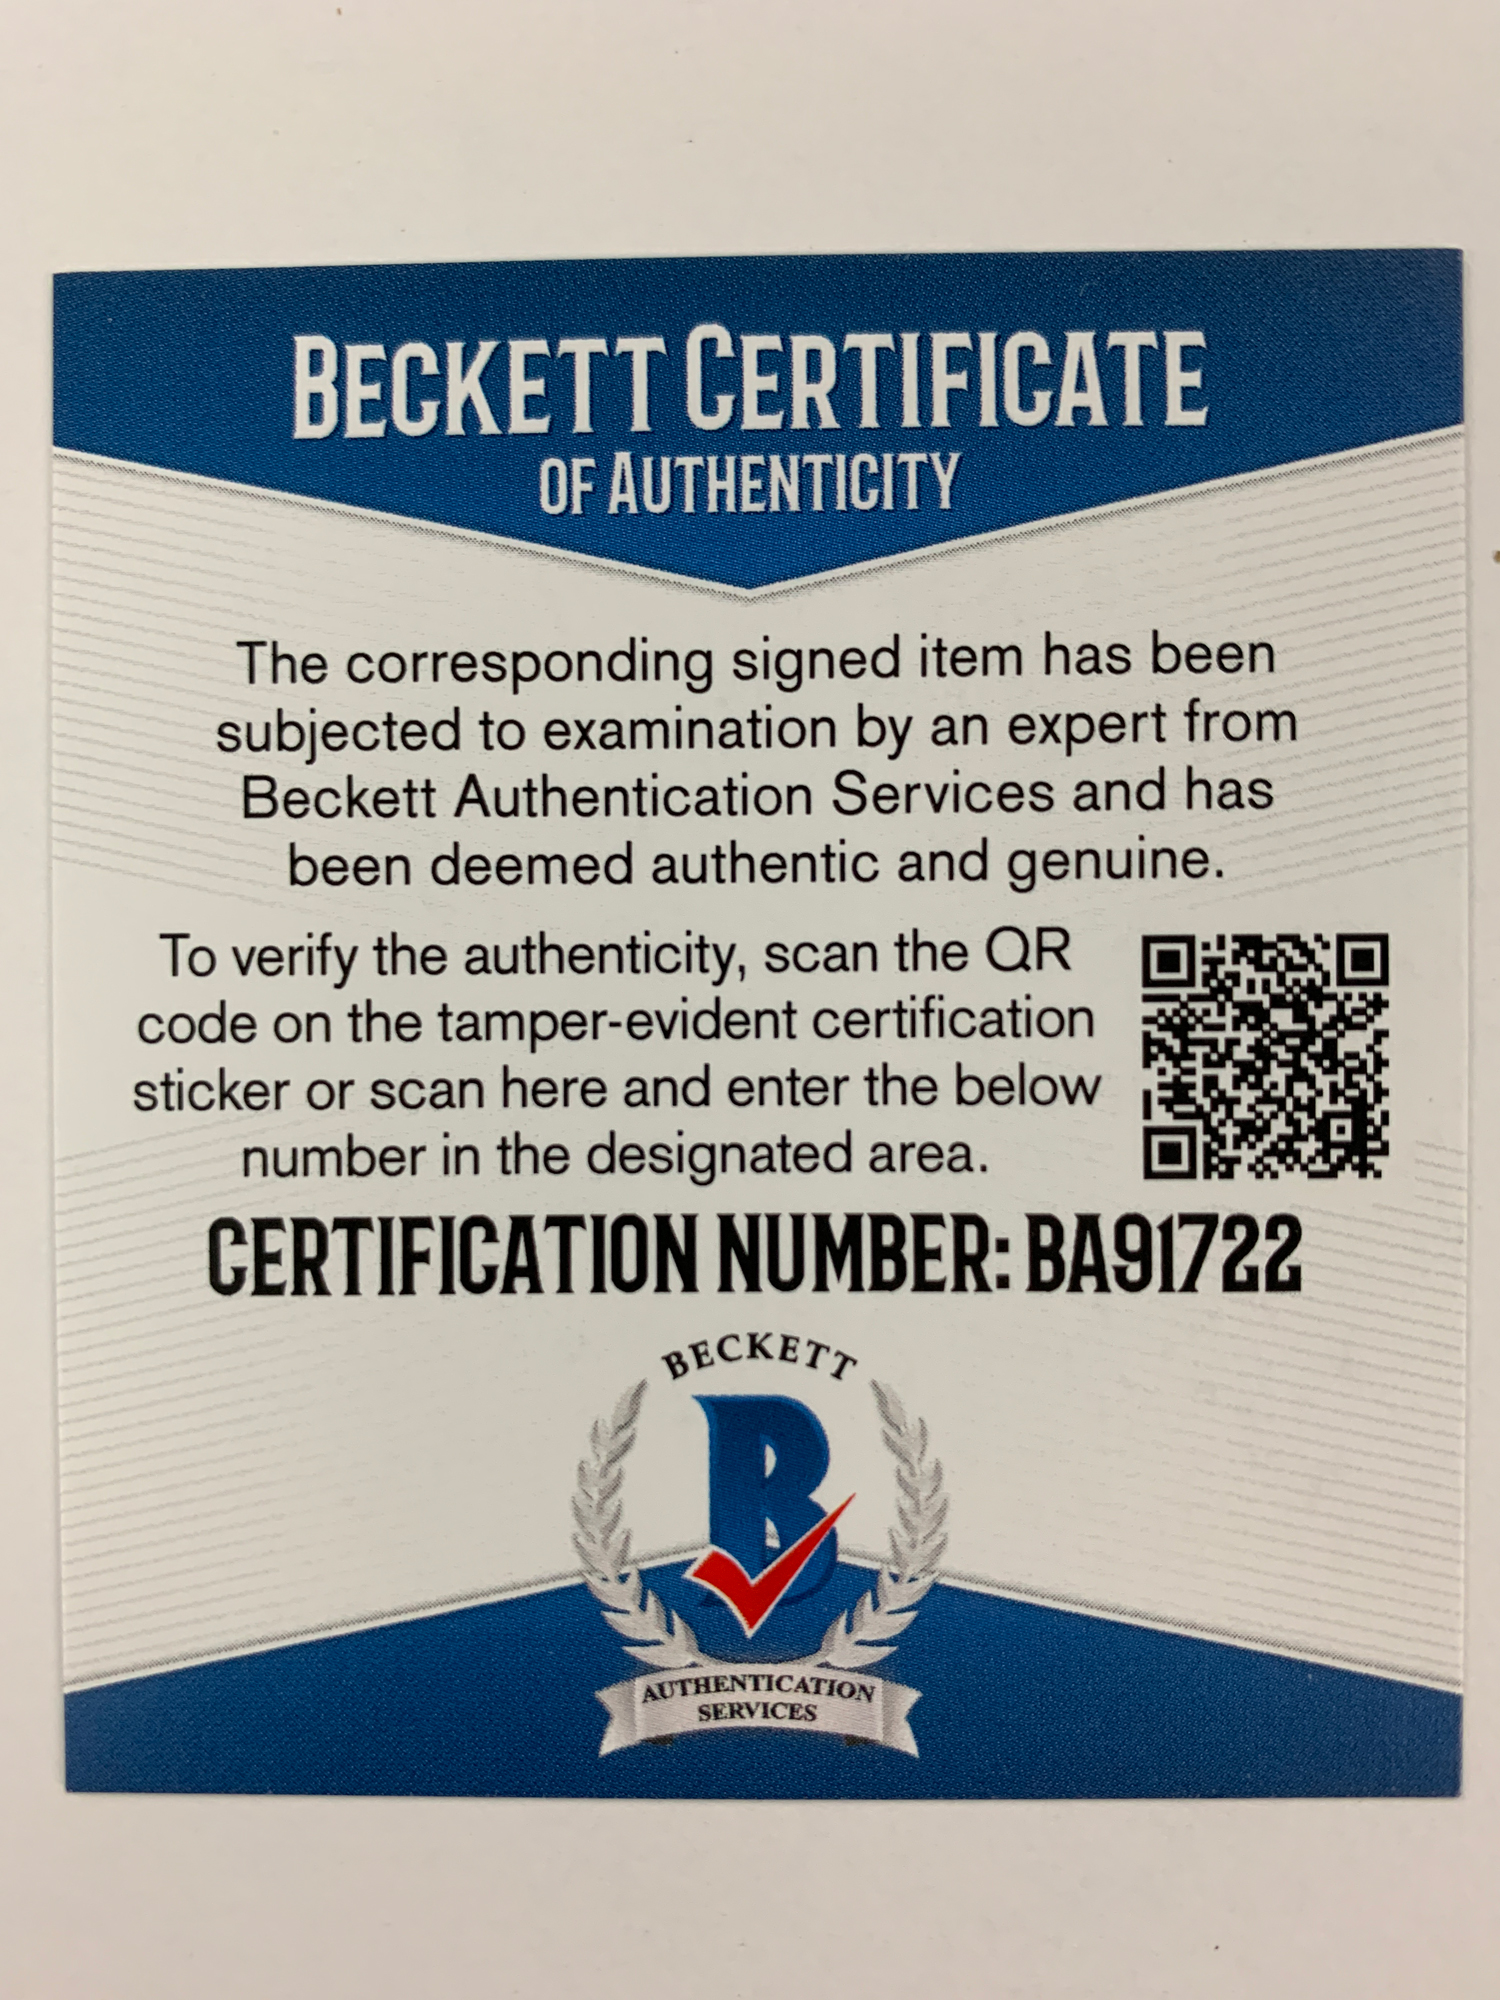 BECKETT CERTIFICATE
OF AUTHENTICITY
The corresponding signed item has been
subjected to examination by an expert from
Beckett Authentication Services and has
been deemed authentic and genuine.
To verify the authenticity, scan the QR
code on the tamper-evident certification
sticker or scan here and enter the below
number in the designated area.
CERTIFICATION NUMBER: BA91722
BECKETT
B
AUTHENTICATION
SERVICES